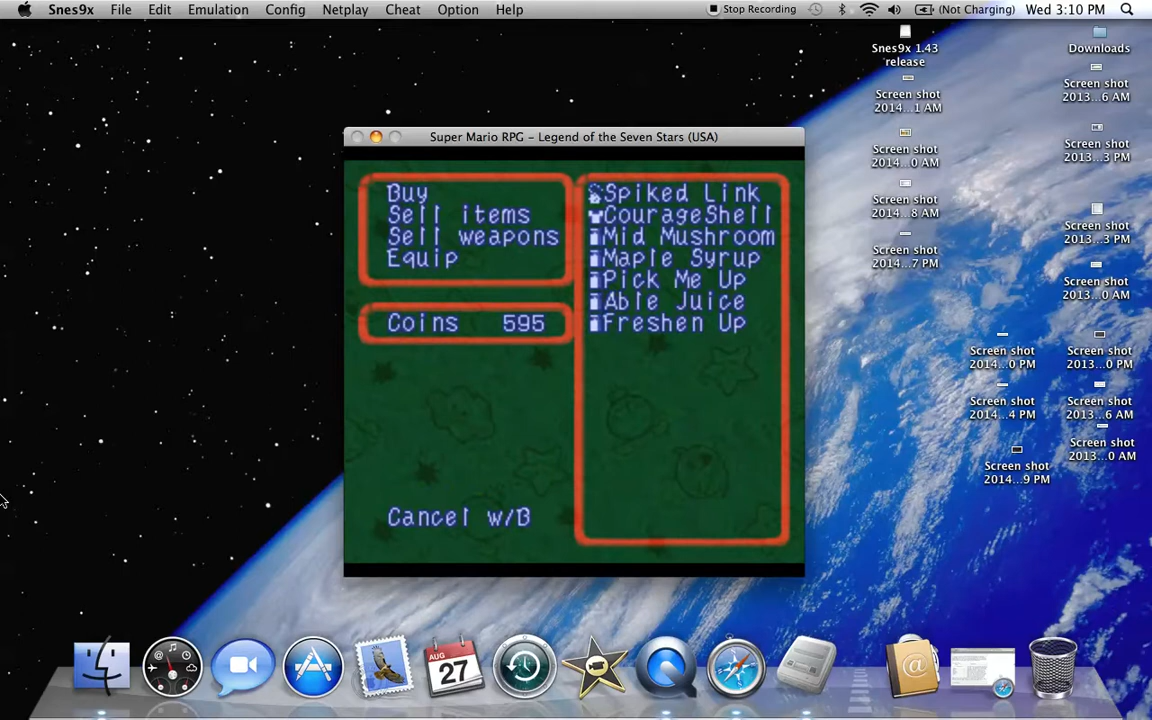 Snes9x File Edit Emulation Config Netplay Cheat Option Help Stop Recording (Not Charging) Wed 3:10 PM
Snes9x 1.43
release
Downloads
Screen shot
2014...1 AM
Screen shot
2013...6 AM
Screen shot
2014...0 AM
Screen shot
2013...3 PM
Screen shot
2014...8 AM
Screen shot
2013...3 PM
Screen shot
2014...7 PM
Screen shot
2013...0 AM
Screen shot
2014...0 PM
Screen shot
2013...0 PM
Screen shot
2014...4 PM
Screen shot
2013...6 AM
Screen shot
2013...0 AM
Screen shot
2014...9 PM
Super Mario RPG – Legend of the Seven Stars (USA)
Buy
Sell items
Sell weapons
Equip
Coins 595
Cancel w/B
Spiked Link
CourageShell
Mid Mushroom
Maple Syrup
Pick Me Up
Able Juice
Freshen Up
AUG
27